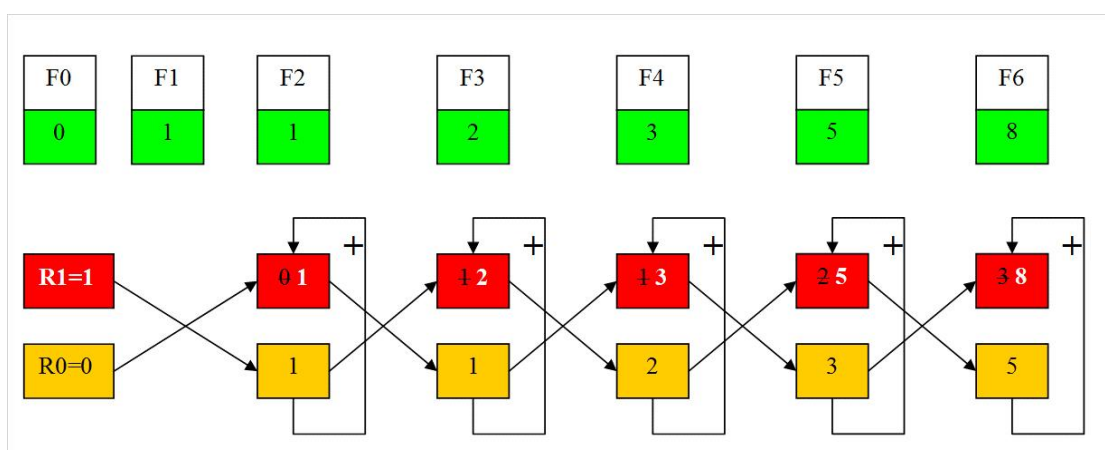 F0 F1 F2 F3 F4 F5 F6
0 1 1 2 3 5 8
+ + + + +
R1=1 0 1 1 2 1 3 2 5 3 8
R0=0 1 1 2 3 5